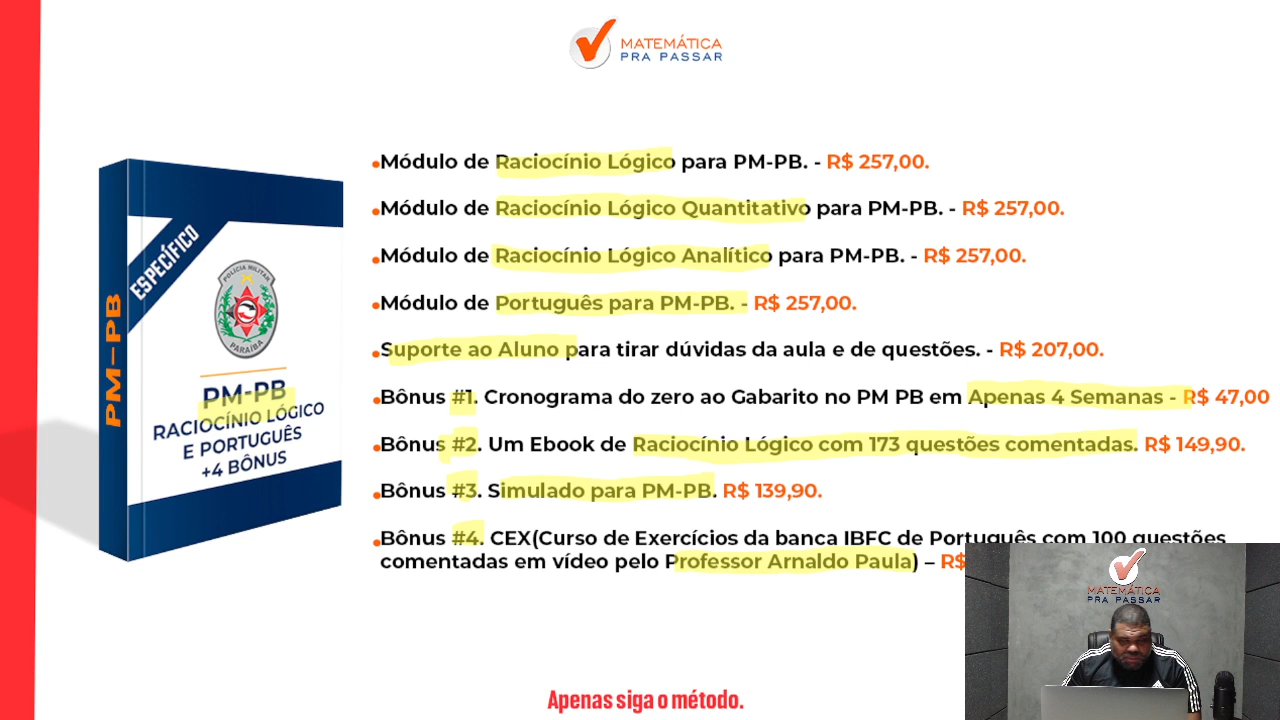 MATEMÁTICA
PRA PASSAR
•Módulo de Raciocínio Lógico para PM-PB. - R$ 257,00.
•Módulo de Raciocínio Lógico Quantitativo para PM-PB. - R$ 257,00.
•Módulo de Raciocínio Lógico Analítico para PM-PB. - R$ 257,00.
•Módulo de Português para PM-PB. - R$ 257,00.
•Suporte ao Aluno para tirar dúvidas da aula e de questões. - R$ 207,00.
•Bônus #1. Cronograma do zero ao Gabarito no PM PB em Apenas 4 Semanas - R$ 47,00
•Bônus #2. Um Ebook de Raciocínio Lógico com 173 questões comentadas. R$ 149,90.
•Bônus #3. Simulado para PM-PB. R$ 139,90.
•Bônus #4. CEX(Curso de Exercícios da banca IBFC de Português com 100 questões
comentadas em vídeo pelo Professor Arnaldo Paula) – R$
PM-PB
ESPECÍFICO
POLÍCIA MILITAR
PARAÍBA
PM-PB
RACIOCÍNIO LÓGICO
E PORTUGUÊS
+4 BÔNUS
MATEMÁTICA
PRA PASSAR
Apenas siga o método.